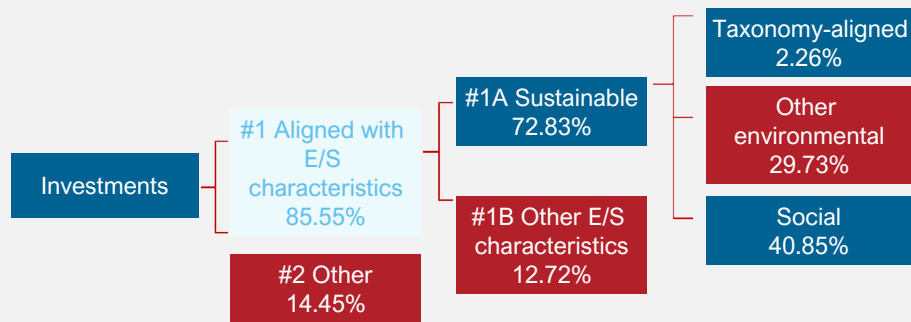 Investments
#1 Aligned with
E/S
characteristics
85.55%
#2 Other
14.45%
#1A Sustainable
72.83%
#1B Other E/S
characteristics
12.72%
Taxonomy-aligned
2.26%
Other
environmental
29.73%
Social
40.85%